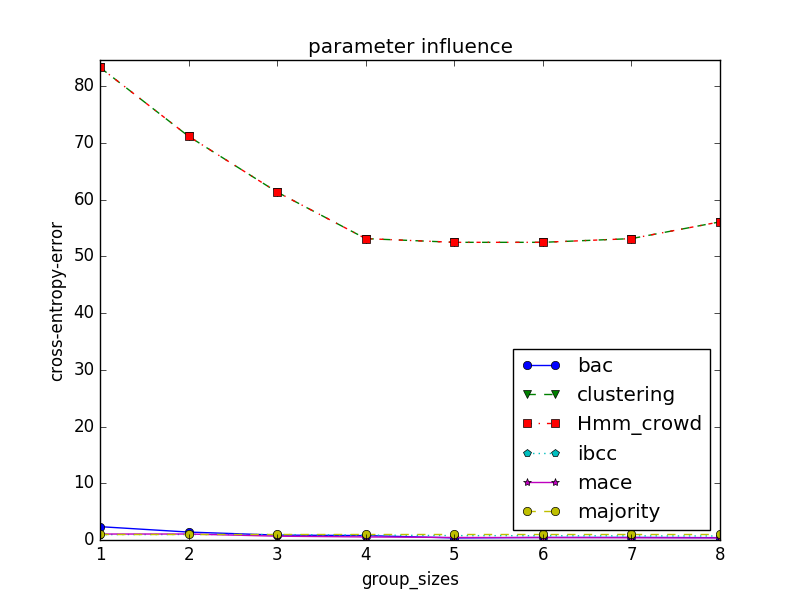 parameter influence
cross-entropy-error
80
70
60
50
40
30
20
10
0
bac
clustering
Hmm_crowd
ibcc
mace
majority
1 2 3 4 5 6 7 8
group_sizes